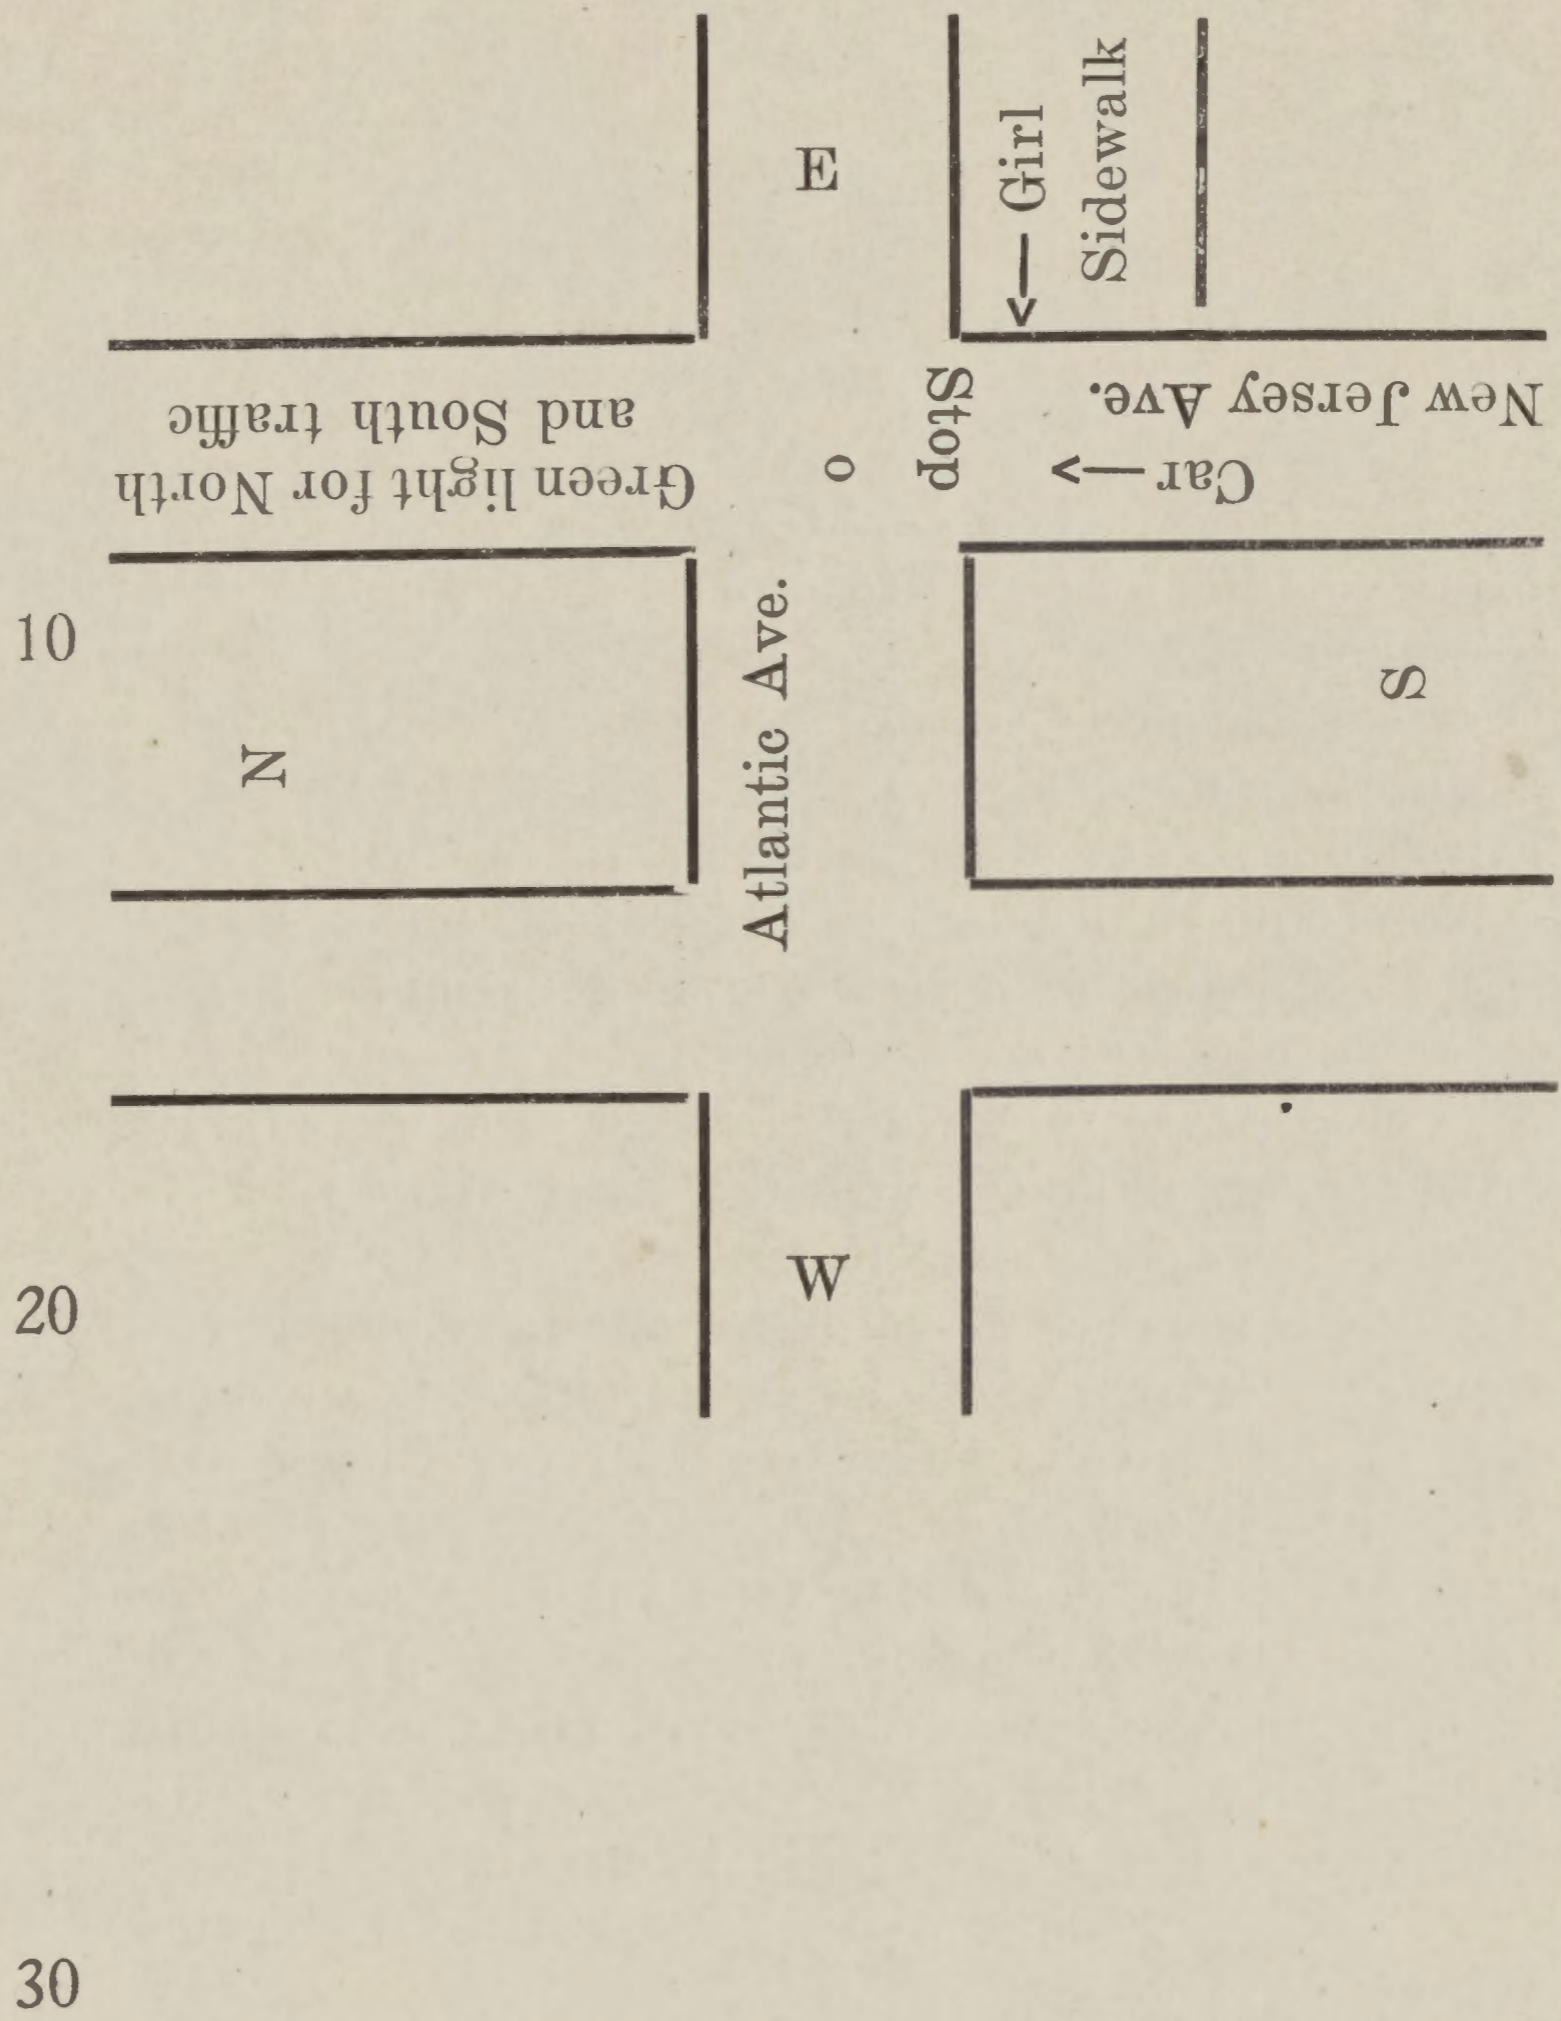 E
← Girl
Sidewalk
Green light for North
and South traffic
Stop
New Jersey Ave.
Car →
o
10
N
Atlantic Ave.
S
W
20
30